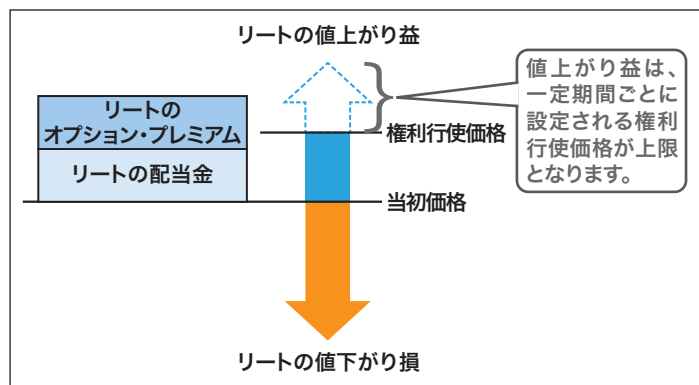 リートの値上がり益
値上がり益は、
一定期間ごとに
設定される権利
行使価格が上限
となります。
リートの
オプション・プレミアム
権利行使価格
リートの配当金
当初価格
リートの値下がり損